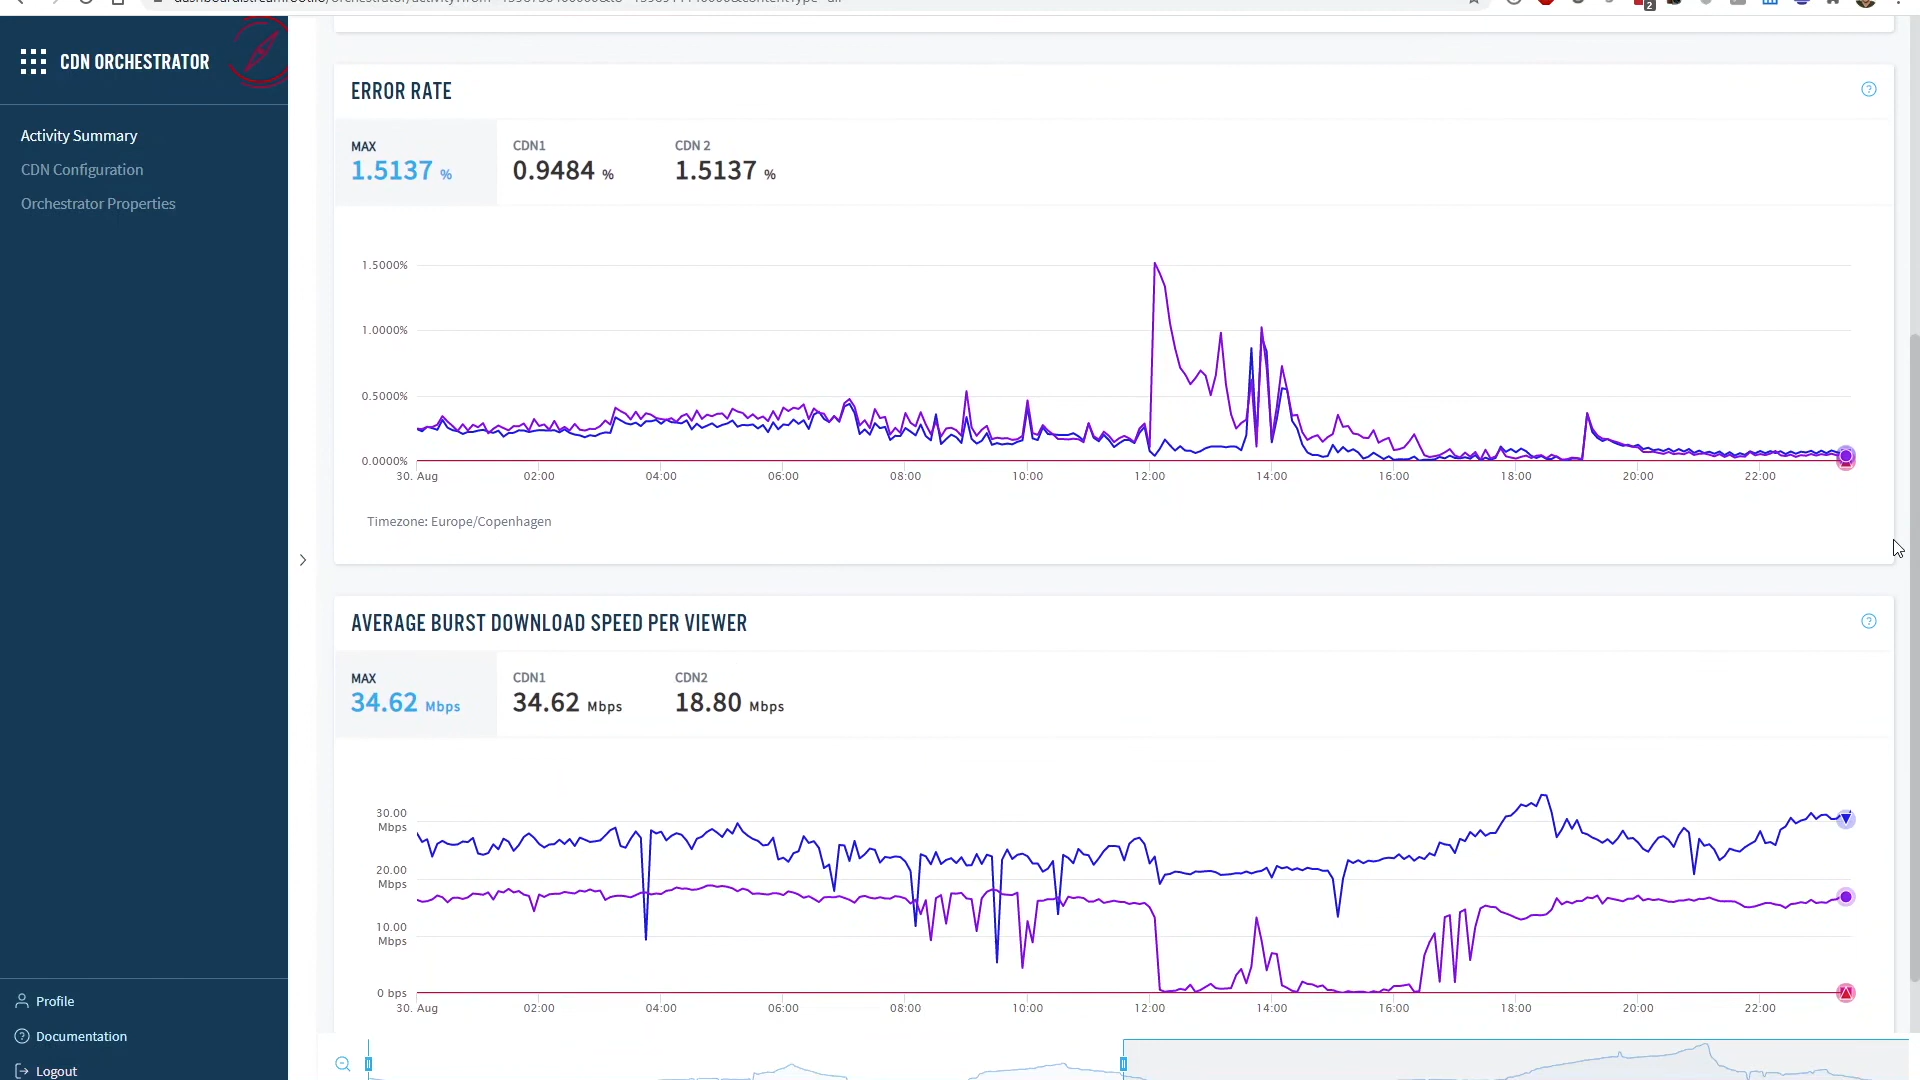 CDN ORCHESTRATOR
Activity Summary
CDN Configuration
Orchestrator Properties
ERROR RATE
MAX CDN1 CDN 2
1.5137 % 0.9484 % 1.5137 %
1.5000%
1.0000%
0.5000%
0.0000%
30. Aug 02:00 04:00 06:00 08:00 10:00 12:00 14:00 16:00 18:00 20:00 22:00
Timezone: Europe/Copenhagen
AVERAGE BURST DOWNLOAD SPEED PER VIEWER
MAX CDN1 CDN2
34.62 Mbps 34.62 Mbps 18.80 Mbps
30.00
Mbps
20.00
Mbps
10.00
Mbps
0 bps
30. Aug 02:00 04:00 06:00 08:00 10:00 12:00 14:00 16:00 18:00 20:00 22:00
Profile
Documentation
Logout
2